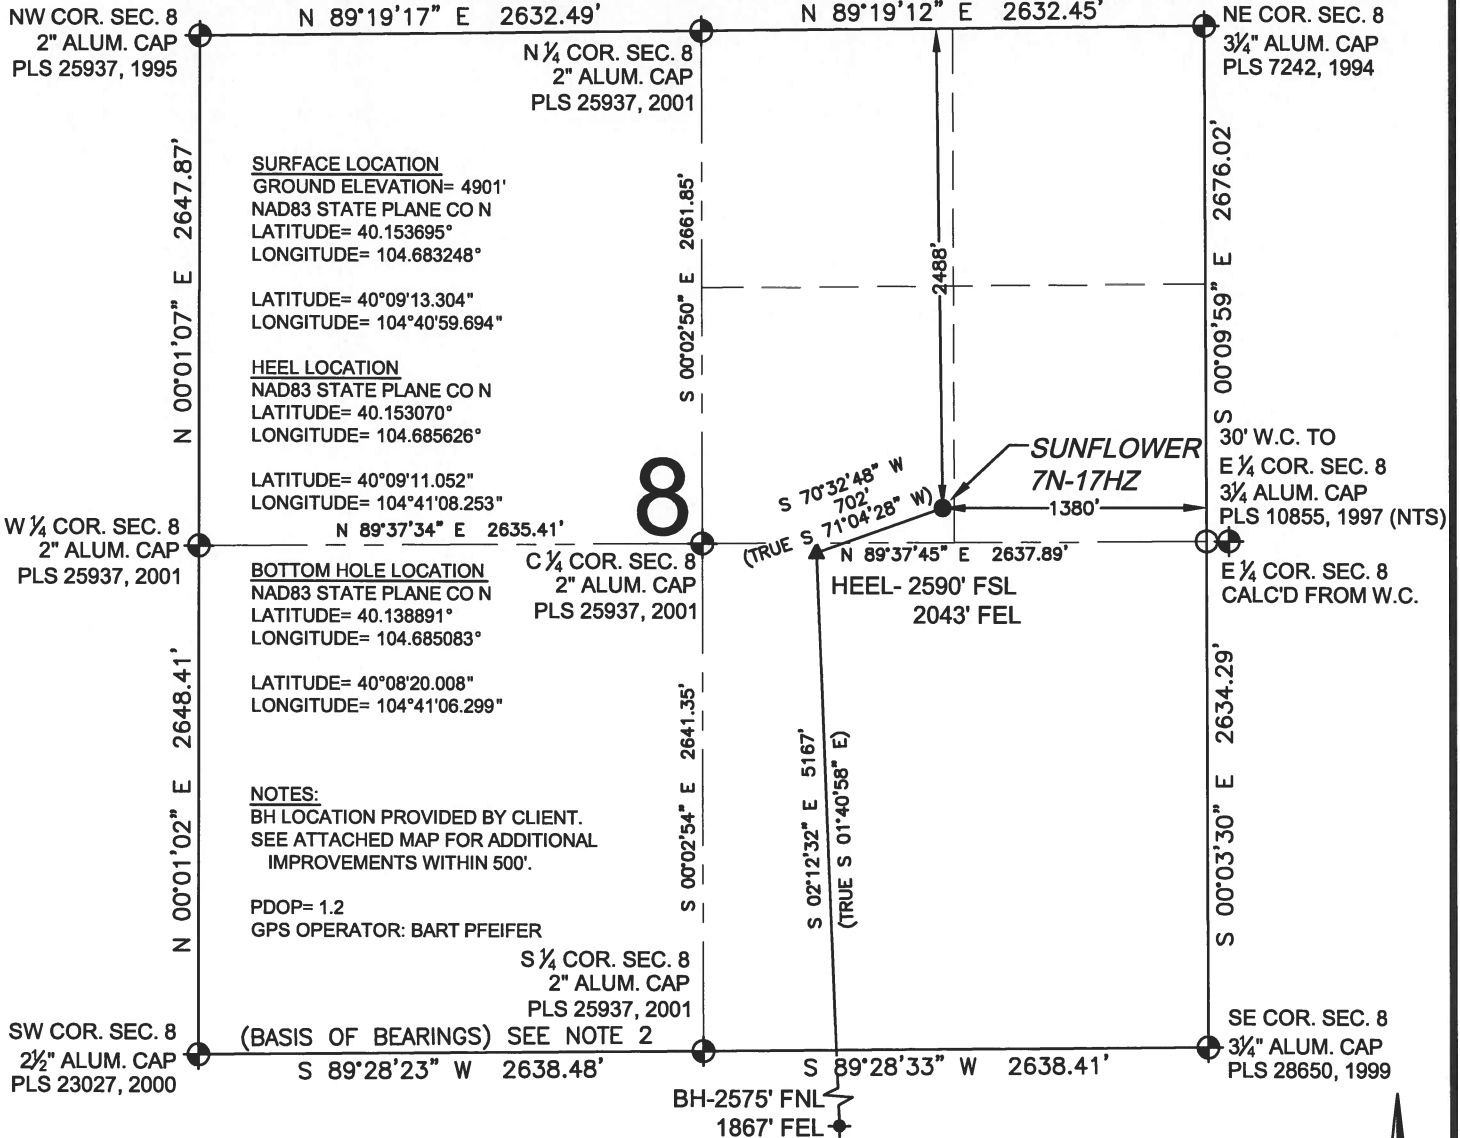 NW COR. SEC. 8
2" ALUM. CAP
PLS 25937, 1995
N 89°19'17" E 2632.49'
N ¼ COR. SEC. 8
2" ALUM. CAP
PLS 25937, 2001
N 89°19'12" E 2632.45'
NE COR. SEC. 8
3¼" ALUM. CAP
PLS 7242, 1994
N 00°01'07" E 2647.87'
SURFACE LOCATION
GROUND ELEVATION= 4901'
NAD83 STATE PLANE CO N
LATITUDE= 40.153695°
LONGITUDE= 104.683248°
LATITUDE= 40°09'13.304"
LONGITUDE= 104°40'59.694"
HEEL LOCATION
NAD83 STATE PLANE CO N
LATITUDE= 40.153070°
LONGITUDE= 104.685626°
LATITUDE= 40°09'11.052"
LONGITUDE= 104°41'08.253"
S 00°02'50" E 2661.85'
2488'
S 00°09'59" E 2676.02'
8
SUNFLOWER
7N-17HZ
1380'
S 70°32'48" W
702'
(TRUE S 71°04'28" W)
30' W.C. TO
E ¼ COR. SEC. 8
3¼ ALUM. CAP
PLS 10855, 1997 (NTS)
W ¼ COR. SEC. 8
2" ALUM. CAP
PLS 25937, 2001
N 89°37'34" E 2635.41'
C ¼ COR. SEC. 8
2" ALUM. CAP
PLS 25937, 2001
N 89°37'45" E 2637.89'
HEEL- 2590' FSL
2043' FEL
E ¼ COR. SEC. 8
CALC'D FROM W.C.
BOTTOM HOLE LOCATION
NAD83 STATE PLANE CO N
LATITUDE= 40.138891°
LONGITUDE= 104.685083°
LATITUDE= 40°08'20.008"
LONGITUDE= 104°41'06.299"
N 00°01'02" E 2648.41'
NOTES:
BH LOCATION PROVIDED BY CLIENT.
SEE ATTACHED MAP FOR ADDITIONAL
IMPROVEMENTS WITHIN 500'.
PDOP= 1.2
GPS OPERATOR: BART PFEIFER
S 00°02'54" E 2641.35'
S 02°12'32" E 5167'
(TRUE S 01°40'58" E)
S 00°03'30" E 2634.29'
S ¼ COR. SEC. 8
2" ALUM. CAP
PLS 25937, 2001
SW COR. SEC. 8
2½" ALUM. CAP
PLS 23027, 2000
(BASIS OF BEARINGS) SEE NOTE 2
S 89°28'23" W 2638.48'
S 89°28'33" W 2638.41'
SE COR. SEC. 8
3¼" ALUM. CAP
PLS 28650, 1999
BH-2575' FNL
1867' FEL